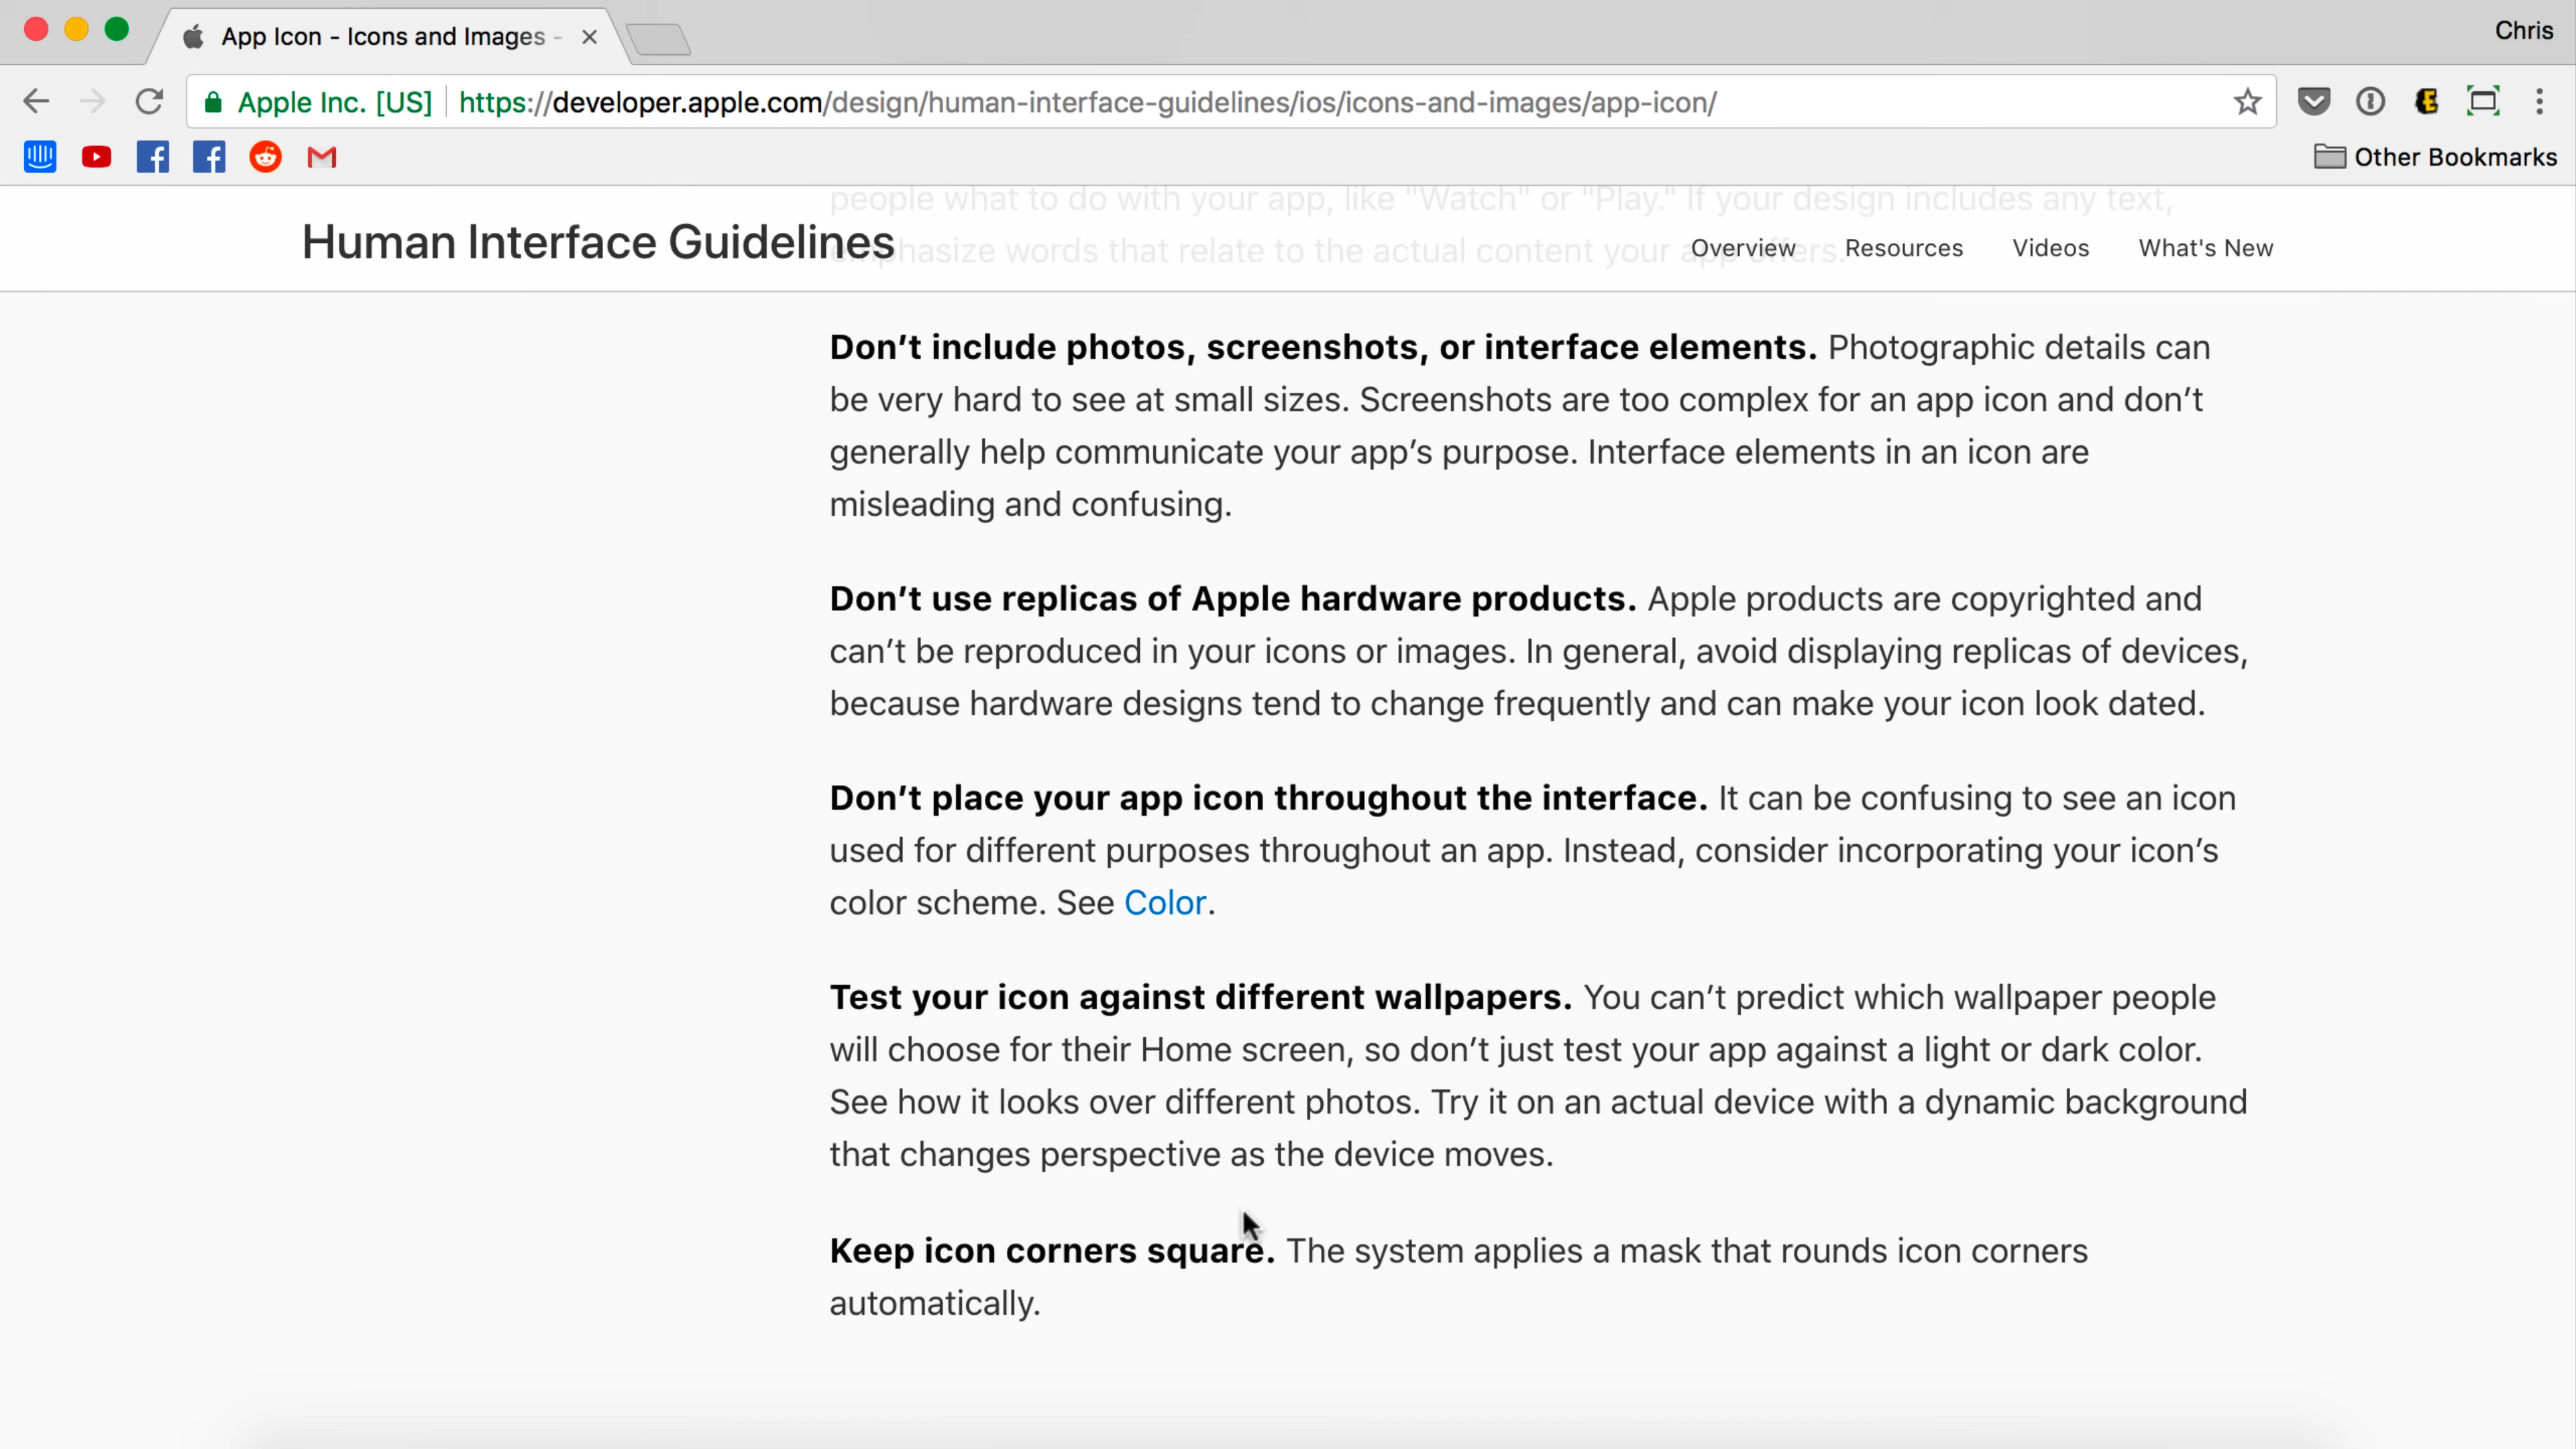 App Icon - Icons and Images -
Chris
Apple Inc. [US] https://developer.apple.com/design/human-interface-guidelines/ios/icons-and-images/app-icon/
Other Bookmarks
people what to do with your app, like "Watch" or "Play." If your design includes any text,
Human Interface Guidelines
Overview Resources Videos What's New
emphasize words that relate to the actual content your app offers.
Don’t include photos, screenshots, or interface elements. Photographic details can
be very hard to see at small sizes. Screenshots are too complex for an app icon and don’t
generally help communicate your app’s purpose. Interface elements in an icon are
misleading and confusing.
Don’t use replicas of Apple hardware products. Apple products are copyrighted and
can’t be reproduced in your icons or images. In general, avoid displaying replicas of devices,
because hardware designs tend to change frequently and can make your icon look dated.
Don’t place your app icon throughout the interface. It can be confusing to see an icon
used for different purposes throughout an app. Instead, consider incorporating your icon’s
color scheme. See Color.
Test your icon against different wallpapers. You can’t predict which wallpaper people
will choose for their Home screen, so don’t just test your app against a light or dark color.
See how it looks over different photos. Try it on an actual device with a dynamic background
that changes perspective as the device moves.
Keep icon corners square. The system applies a mask that rounds icon corners
automatically.